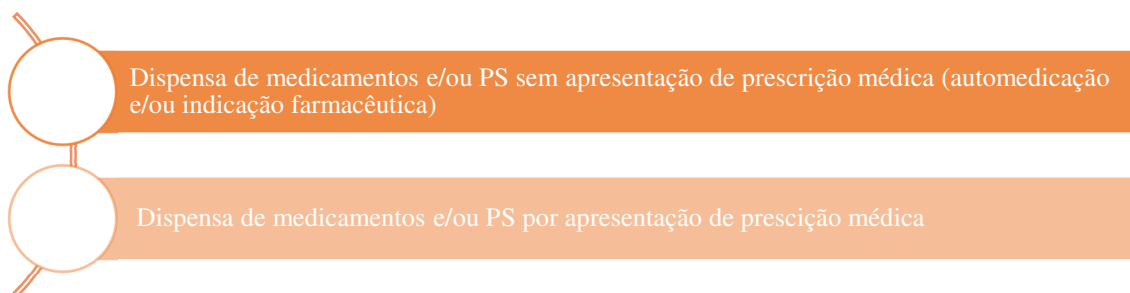 Dispensa de medicamentos e/ou PS sem apresentação de prescrição médica (automedicação
e/ou indicação farmacêutica)
Dispensa de medicamentos e/ou PS por apresentação de prescição médica